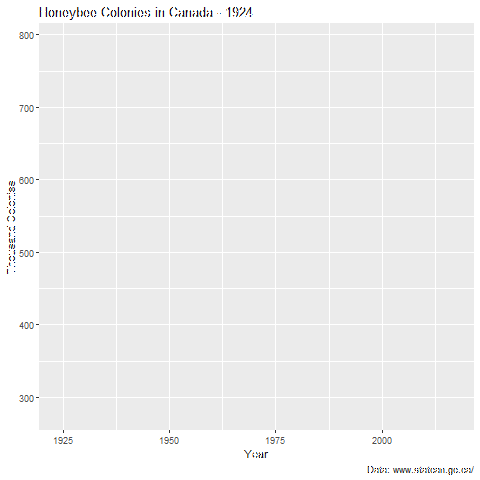 Honeybee Colonies in Canada - 1924
800
700
600
500
400
300
Thousand Colonies
1925 1950 1975 2000
Year
Data: www.statcan.gc.ca/